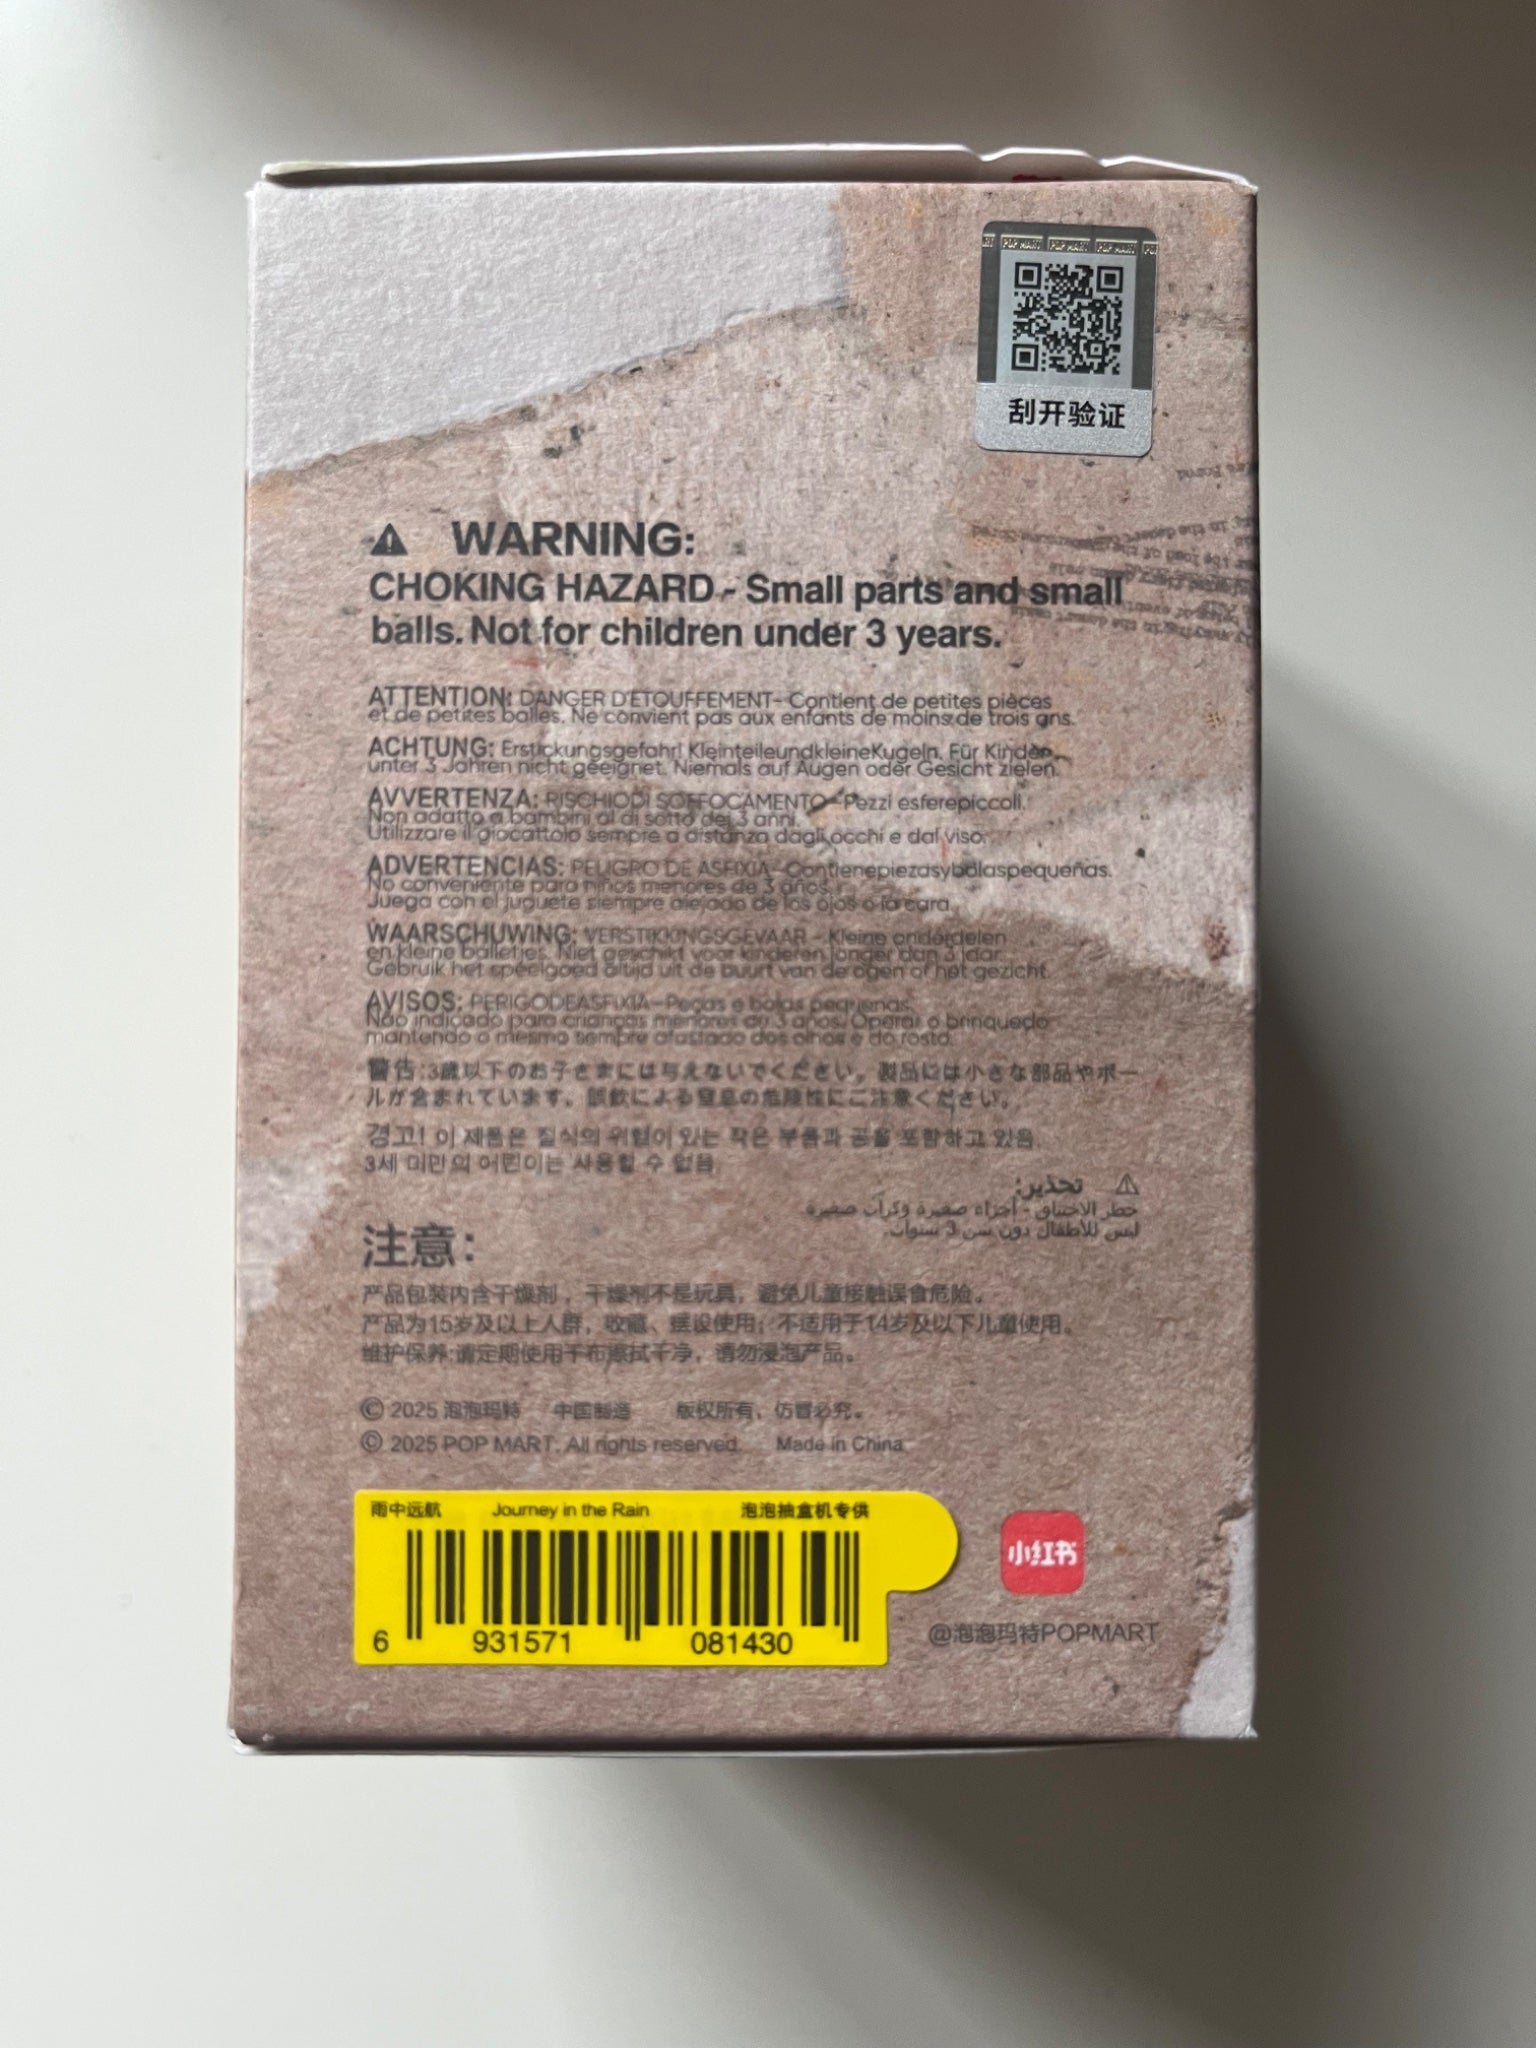 POP MART POP MART POP MART
刮开验证
WARNING:
CHOKING HAZARD - Small parts and small
balls. Not for children under 3 years.
ATTENTION: DANGER D'ETOUFFEMENT- Contient de petites pièces
et de petites balles. Ne convient pas aux enfants de moins de trois ans.
ACHTUNG: Erstickungsgefahr! KleinteileundkleineKugeln. Für Kinder
unter 3 Jahren nicht geeignet. Niemals auf Augen oder Gesicht zielen.
AVVERTENZA: RISCHIODI SOFFOCAMENTO - Pezzi esferepiccoli.
Non adatto a bambini al di sotto dei 3 anni.
Utilizzare il giocattolo sempre a distanza dagli occhi e dal viso.
ADVERTENCIAS: PELIGRO DE ASFIXIA-Contienepiezasybolaspequeñas.
No conveniente para niños menores de 3 años.
Juega con el juguete siempre alejado de los ojos o la cara.
WAARSCHUWING: VERSTIKKINGSGEVAAR - Kleine onderdelen
en kleine balletjes. Niet geschikt voor kinderen jonger dan 3 jaar.
Gebruik het speelgoed altijd uit de buurt van de ogen of het gezicht.
AVISOS: PERIGODEASFIXIA-Peças e bolas pequenas.
Não indicado para crianças menores de 3 anos. Operar o brinquedo
mantendo o mesmo sempre afastado dos olhos e do rosto.
警告:3歳以下のお子さまには与えないでください。製品には小さな部品やボー
ルが含まれています。誤飲による窒息の危険性にご注意ください。
경고! 이 제품은 질식의 위험이 있는 작은 부품과 공을 포함하고 있음
3세 미만의 어린이는 사용할 수 없음
تحذير:
خطر الاختناق - أجزاء صغيرة وكرات صغيرة
ليس للأطفال دون سن 3 سنوات.
注意：
产品包装内含干燥剂，干燥剂不是玩具，避免儿童接触误食危险。
产品为15岁及以上人群，收藏、摆设使用；不适用于14岁及以下儿童使用。
维护保养:请定期使用干布擦拭干净，请勿浸泡产品。
© 2025 泡泡玛特 中国制造 版权所有，仿冒必究。
© 2025 POP MART. All rights reserved. Made in China
雨中远航 Journey in the Rain 泡泡抽盒机专供
6 931571 081430
小红书
@泡泡玛特POPMART